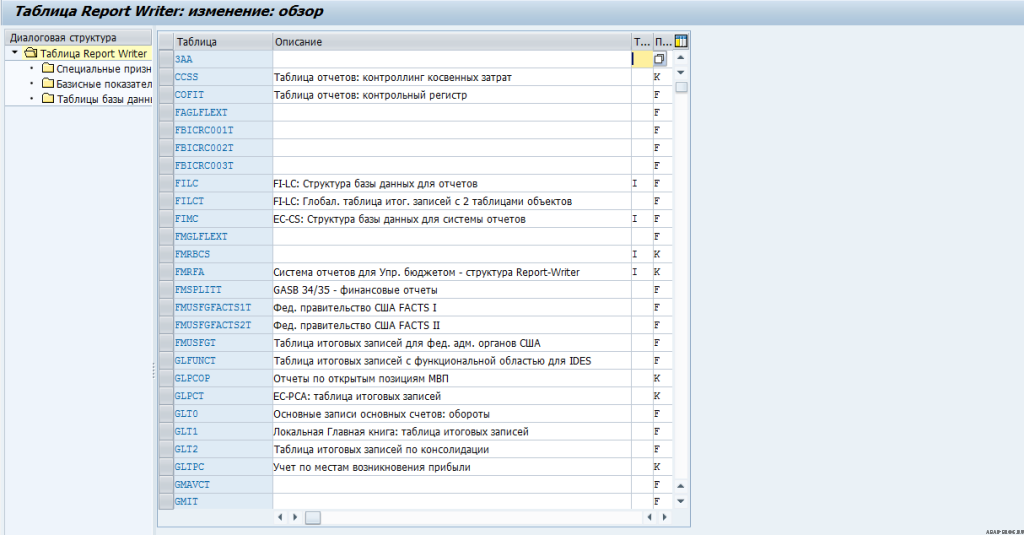 Таблица Report Writer: изменение: обзор
Диалоговая структура
Таблица Report Writer
Специальные призн
Базисные показател
Таблицы базы данн
Таблица Описание Т... П...
3AA
CCSS Таблица отчетов: контроллинг косвенных затрат K
COFIT Таблица отчетов: контрольный регистр F
FAGLFLEXT F
FBICRC001T F
FBICRC002T F
FBICRC003T F
FILC FI-LC: Структура базы данных для отчетов I F
FILCT FI-LC: Глобал. таблица итог. записей с 2 таблицами объектов F
FIMC EC-CS: Структура базы данных для системы отчетов I F
FMGLFLEXT F
FMRBCS I K
FMRFA Система отчетов для Упр. бюджетом - структура Report-Writer I K
FMSPLITT GASB 34/35 - финансовые отчеты F
FMUSFGFACTS1T Фед. правительство США FACTS I F
FMUSFGFACTS2T Фед. правительство США FACTS II F
FMUSFGT Таблица итоговых записей для фед. адм. органов США F
GLFUNCT Таблица итоговых записей с функциональной областью для IDES F
GLPCOP Отчеты по открытым позициям МВП K
GLPCT EC-PCA: таблица итоговых записей K
GLT0 Основные записи основных счетов: обороты F
GLT1 Локальная Главная книга: таблица итоговых записей F
GLT2 Таблица итоговых записей по консолидации F
GLTPC Учет по местам возникновения прибыли K
GMAVCT F
GMIT F